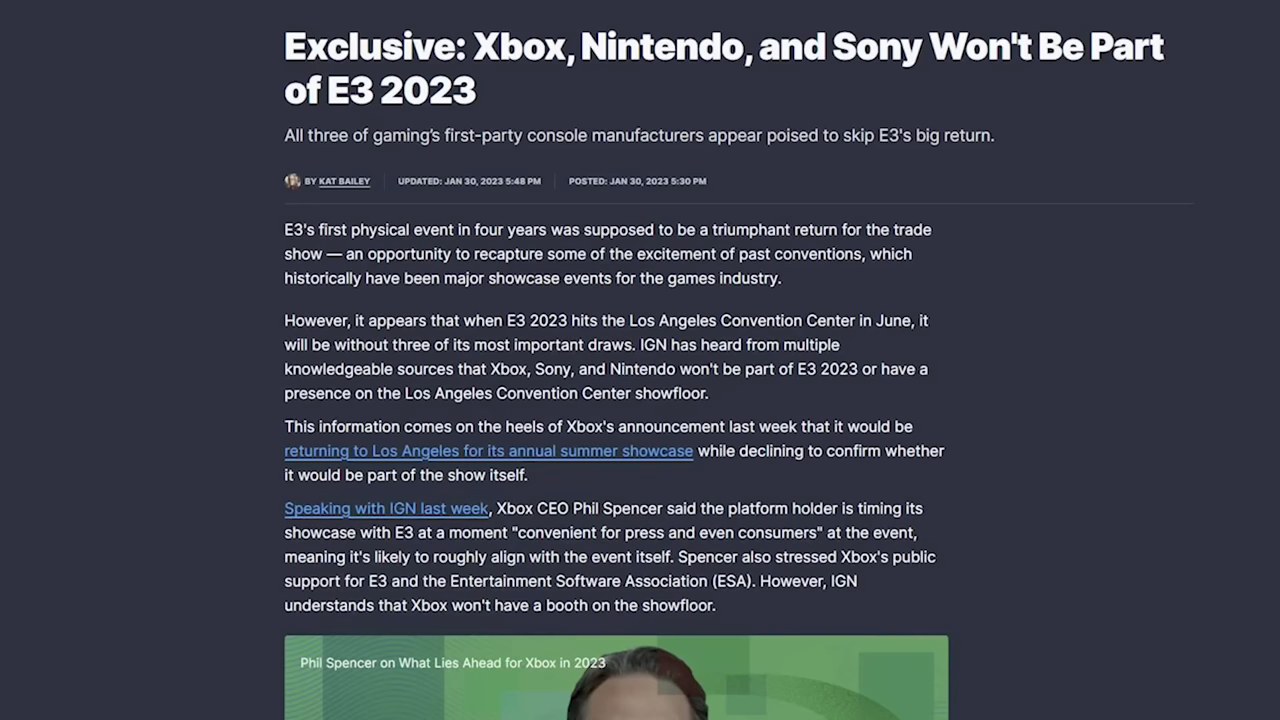 Exclusive: Xbox, Nintendo, and Sony Won't Be Part
of E3 2023
All three of gaming's first-party console manufacturers appear poised to skip E3's big return.
BY KAT BAILEY UPDATED: JAN 30, 2023 5:48 PM POSTED: JAN 30, 2023 5:30 PM
E3's first physical event in four years was supposed to be a triumphant return for the trade
show — an opportunity to recapture some of the excitement of past conventions, which
historically have been major showcase events for the games industry.
However, it appears that when E3 2023 hits the Los Angeles Convention Center in June, it
will be without three of its most important draws. IGN has heard from multiple
knowledgeable sources that Xbox, Sony, and Nintendo won't be part of E3 2023 or have a
presence on the Los Angeles Convention Center showfloor.
This information comes on the heels of Xbox's announcement last week that it would be
returning to Los Angeles for its annual summer showcase while declining to confirm whether
it would be part of the show itself.
Speaking with IGN last week, Xbox CEO Phil Spencer said the platform holder is timing its
showcase with E3 at a moment "convenient for press and even consumers" at the event,
meaning it's likely to roughly align with the event itself. Spencer also stressed Xbox's public
support for E3 and the Entertainment Software Association (ESA). However, IGN
understands that Xbox won't have a booth on the showfloor.
Phil Spencer on What Lies Ahead for Xbox in 2023